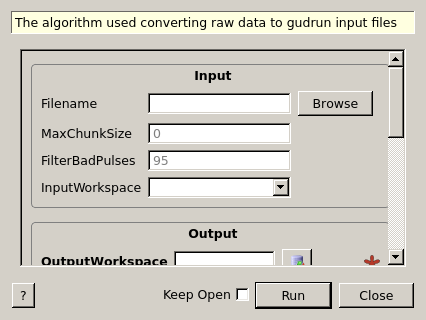 The algorithm used converting raw data to gudrun input files
Input
Filename Browse
MaxChunkSize 0
FilterBadPulses 95
InputWorkspace
Output
OutputWorkspace
? Keep Open Run Close